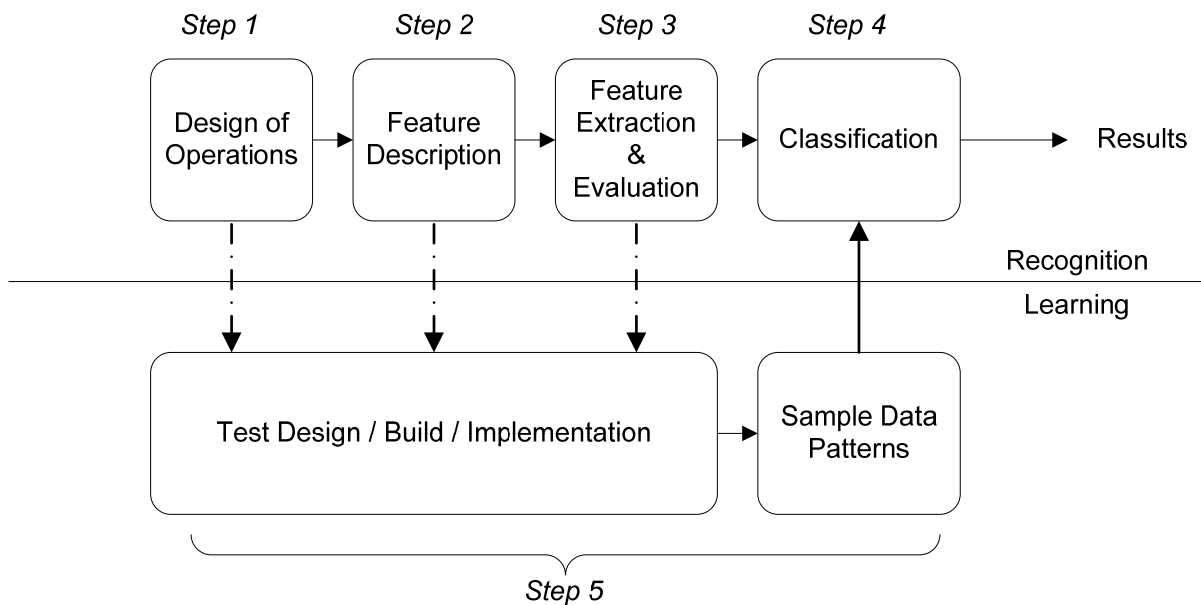 Step 1
Step 2
Step 3
Step 4
Design of
Operations
Feature
Description
Feature
Extraction
&
Evaluation
Classification
Results
Recognition
Learning
Test Design / Build / Implementation
Sample Data
Patterns
Step 5